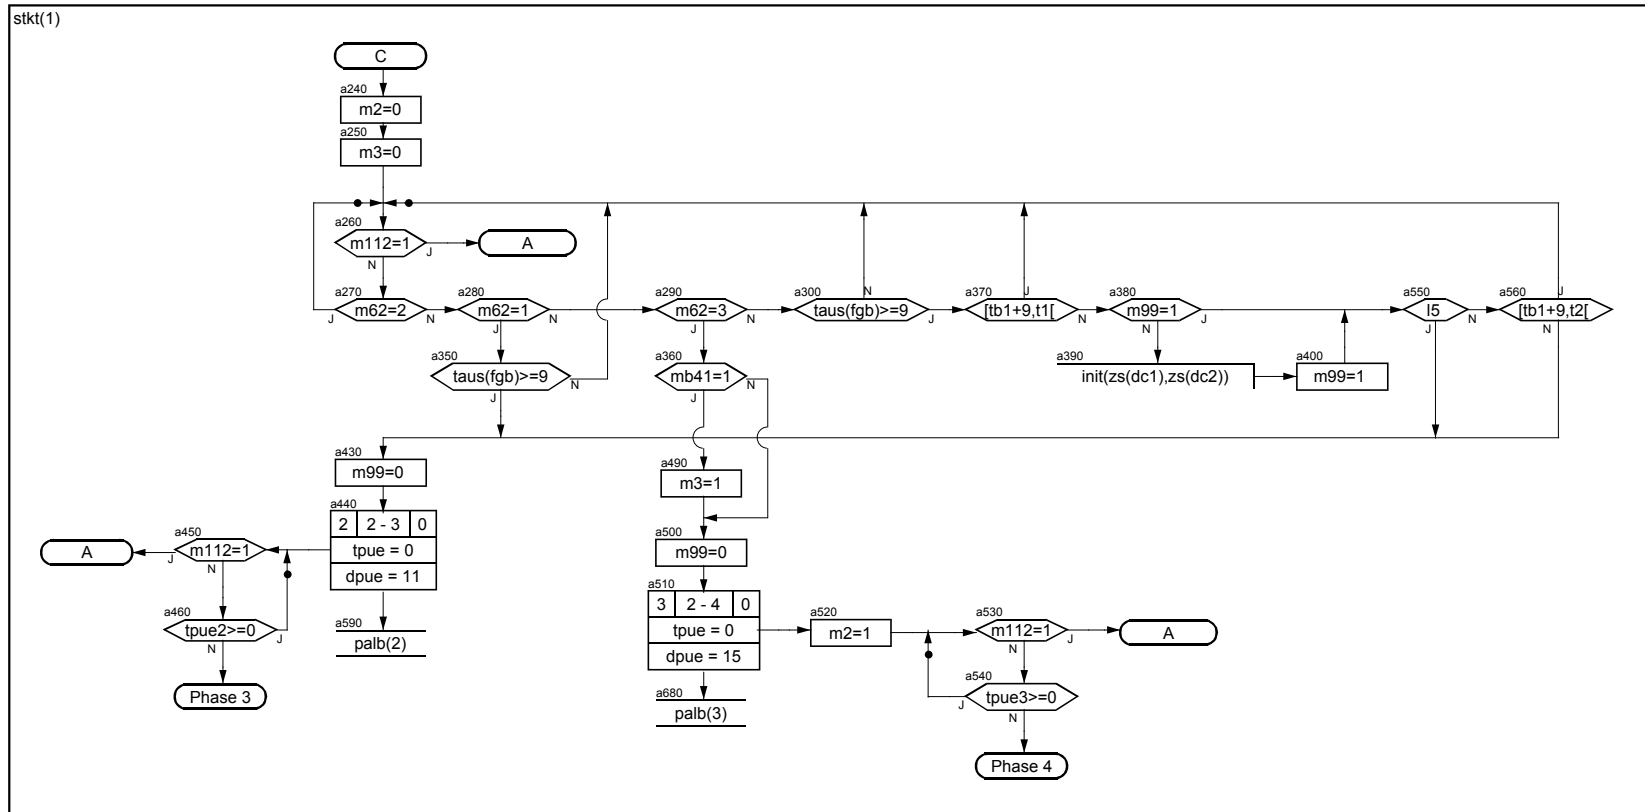 stkt(1)
C
a240
m2=0
a250
m3=0
a260
m112=1
J
N
A
a270
m62=2
J
N
a280
m62=1
J
N
a290
m62=3
J
N
a300
taus(fgb)>=9
N
J
a370
[tb1+9,t1[
J
N
a380
m99=1
J
N
a550
l5
J
N
a560
[tb1+9,t2[
J
N
a350
taus(fgb)>=9
J
N
a360
mb41=1
J
N
a390
init(zs(dc1),zs(dc2))
a400
m99=1
a430
m99=0
a440
2 2 - 3 0
tpue = 0
dpue = 11
a450
m112=1
J
N
A
a460
tpue2>=0
J
N
Phase 3
a590
palb(2)
a490
m3=1
a500
m99=0
a510
3 2 - 4 0
tpue = 0
dpue = 15
a520
m2=1
a530
m112=1
J
N
A
a540
tpue3>=0
J
N
Phase 4
a680
palb(3)